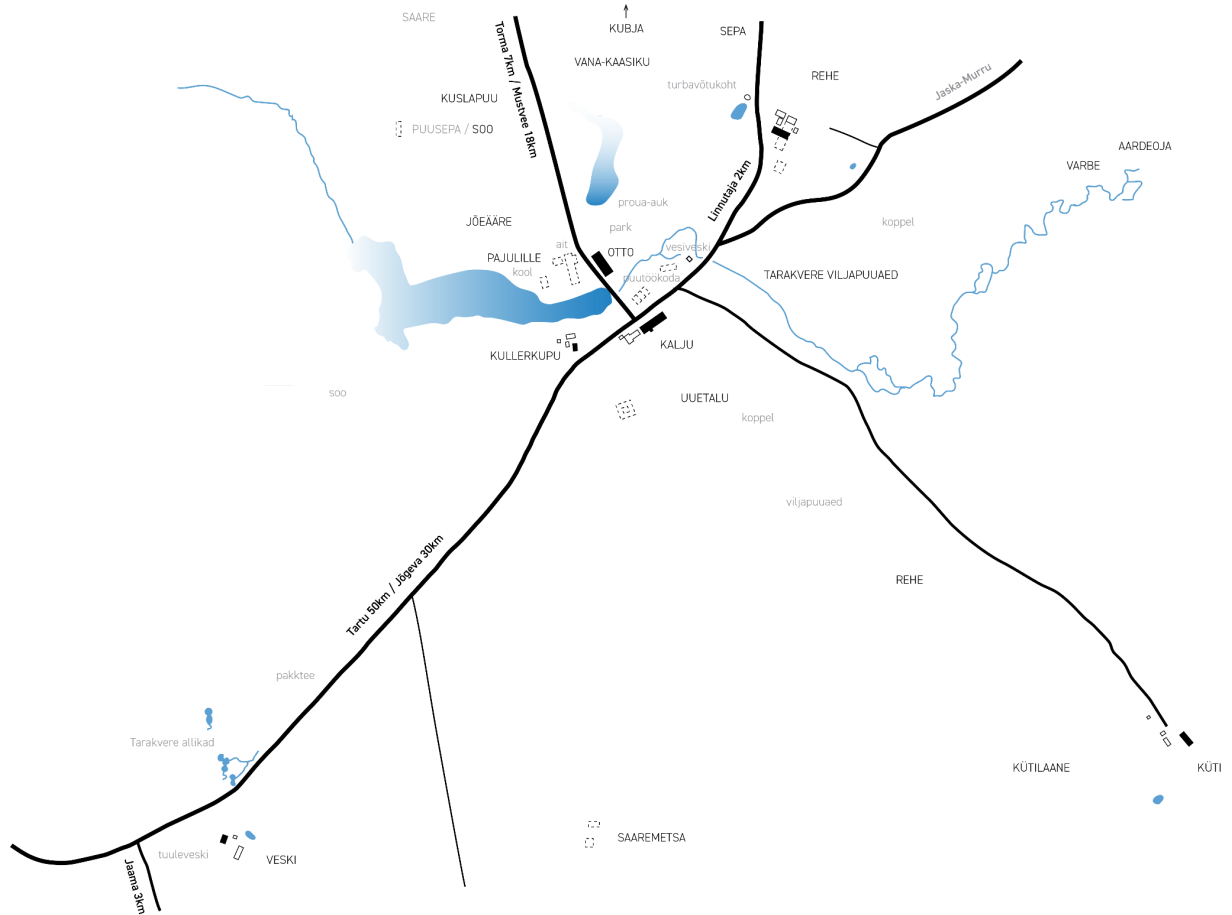 SAARE
KUBJA
SEPA
VANA-KAASIKU
Torma 7km / Mustvee 18km
REHE
Jaska-Murru
turbavõtukoht
KUSLAPUU
PUUSEPA / SOO
AARDEOJA
VARBE
Linnutaja 2km
proua-auk
JÕEÄÄRE
park
koppel
ait
OTTO
vesiveski
PAJULILLE
kool
puutöökoda
TARAKVERE VILJAPUUAED
KALJU
KULLERKUPU
soo
UUETALU
koppel
viljapuuaed
REHE
Tartu 50km / Jõgeva 30km
pakktee
Tarakvere allikad
KÜTILAANE
KÜTI
SAAREMETSA
tuuleveski
VESKI
Jaama 3km